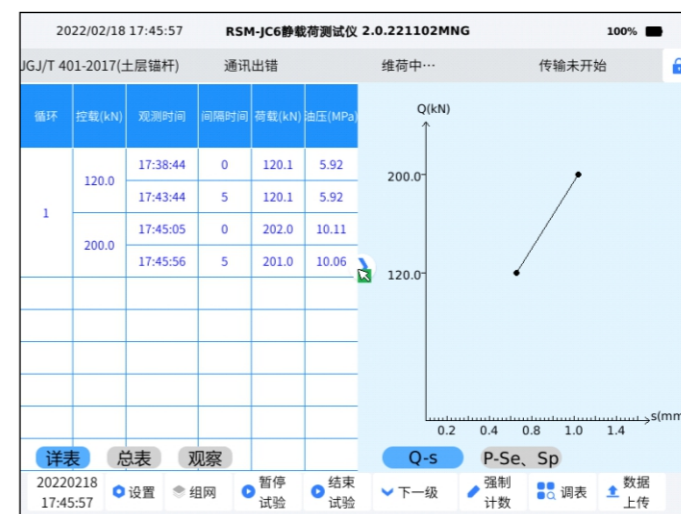 2022/02/18 17:45:57 RSM-JC6静载荷测试仪 2.0.221102MNG 100%
JGJ/T 401-2017(土层锚杆) 通讯出错 维荷中… 传输未开始
循环 控载(kN) 观测时间 间隔时间 荷载(kN) 油压(MPa)
1 120.0 17:38:44 0 120.1 5.92
17:43:44 5 120.1 5.92
200.0 17:45:05 0 202.0 10.11
17:45:56 5 201.0 10.06
Q(kN)
200.0
120.0
0.2 0.4 0.8 1.0 1.4 s(mm
详表 总表 观察 Q-s P-Se、Sp
20220218
17:45:57
设置
组网
暂停
试验
结束
试验
下一级
强制
计数
调表
数据
上传